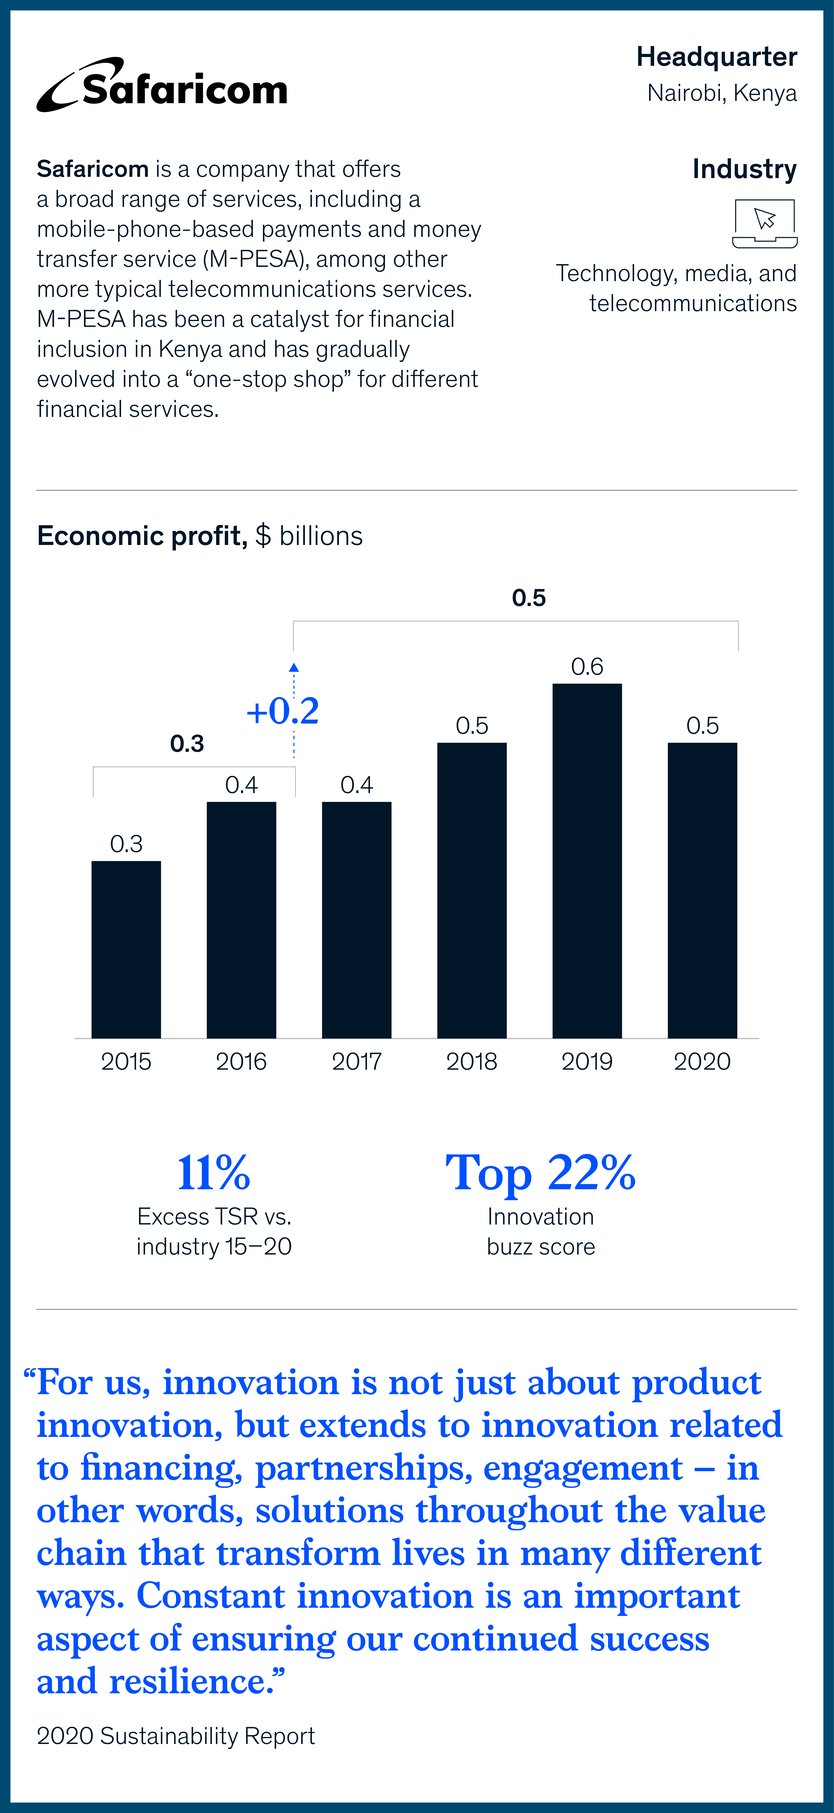 Safaricom
Headquarter
Nairobi, Kenya
Safaricom is a company that offers
a broad range of services, including a
mobile-phone-based payments and money
transfer service (M-PESA), among other
more typical telecommunications services.
M-PESA has been a catalyst for financial
inclusion in Kenya and has gradually
evolved into a “one-stop shop” for different
financial services.
Industry
Technology, media, and
telecommunications
Economic profit, $ billions
0.5
0.6
+0.2
0.5
0.5
0.3
0.4
0.4
0.3
2015
2016
2017
2018
2019
2020
11%
Excess TSR vs.
industry 15–20
Top 22%
Innovation
buzz score
“For us, innovation is not just about product
innovation, but extends to innovation related
to financing, partnerships, engagement – in
other words, solutions throughout the value
chain that transform lives in many different
ways. Constant innovation is an important
aspect of ensuring our continued success
and resilience.”
2020 Sustainability Report